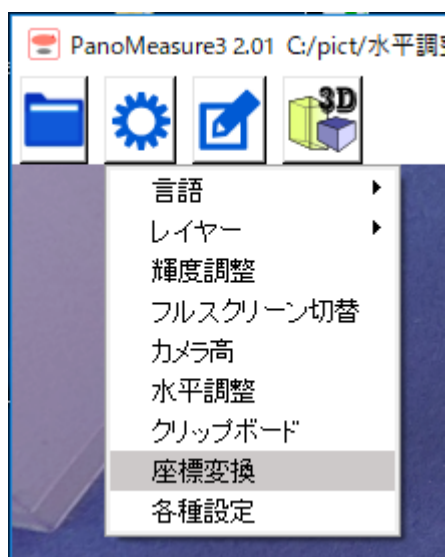 PanoMeasure3 2.01 C:/pict/水平調整
3D
言語
レイヤー
輝度調整
フルスクリーン切替
カメラ高
水平調整
クリップボード
座標変換
各種設定